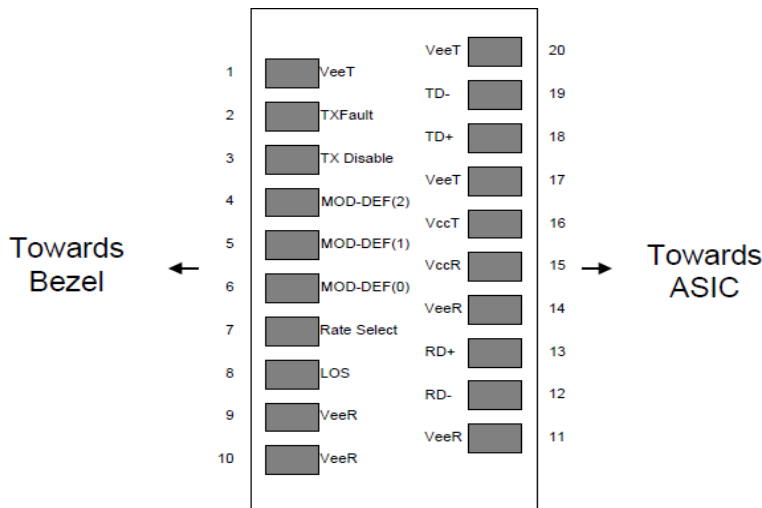 VeeT 20
1 VeeT
TD- 19
2 TXFault
TD+ 18
3 TX Disable
VeeT 17
4 MOD-DEF(2)
VccT 16
5 MOD-DEF(1)
VccR 15
6 MOD-DEF(0)
VeeR 14
7 Rate Select
RD+ 13
8 LOS
RD- 12
9 VeeR
VeeR 11
10 VeeR
Towards
Bezel
Towards
ASIC